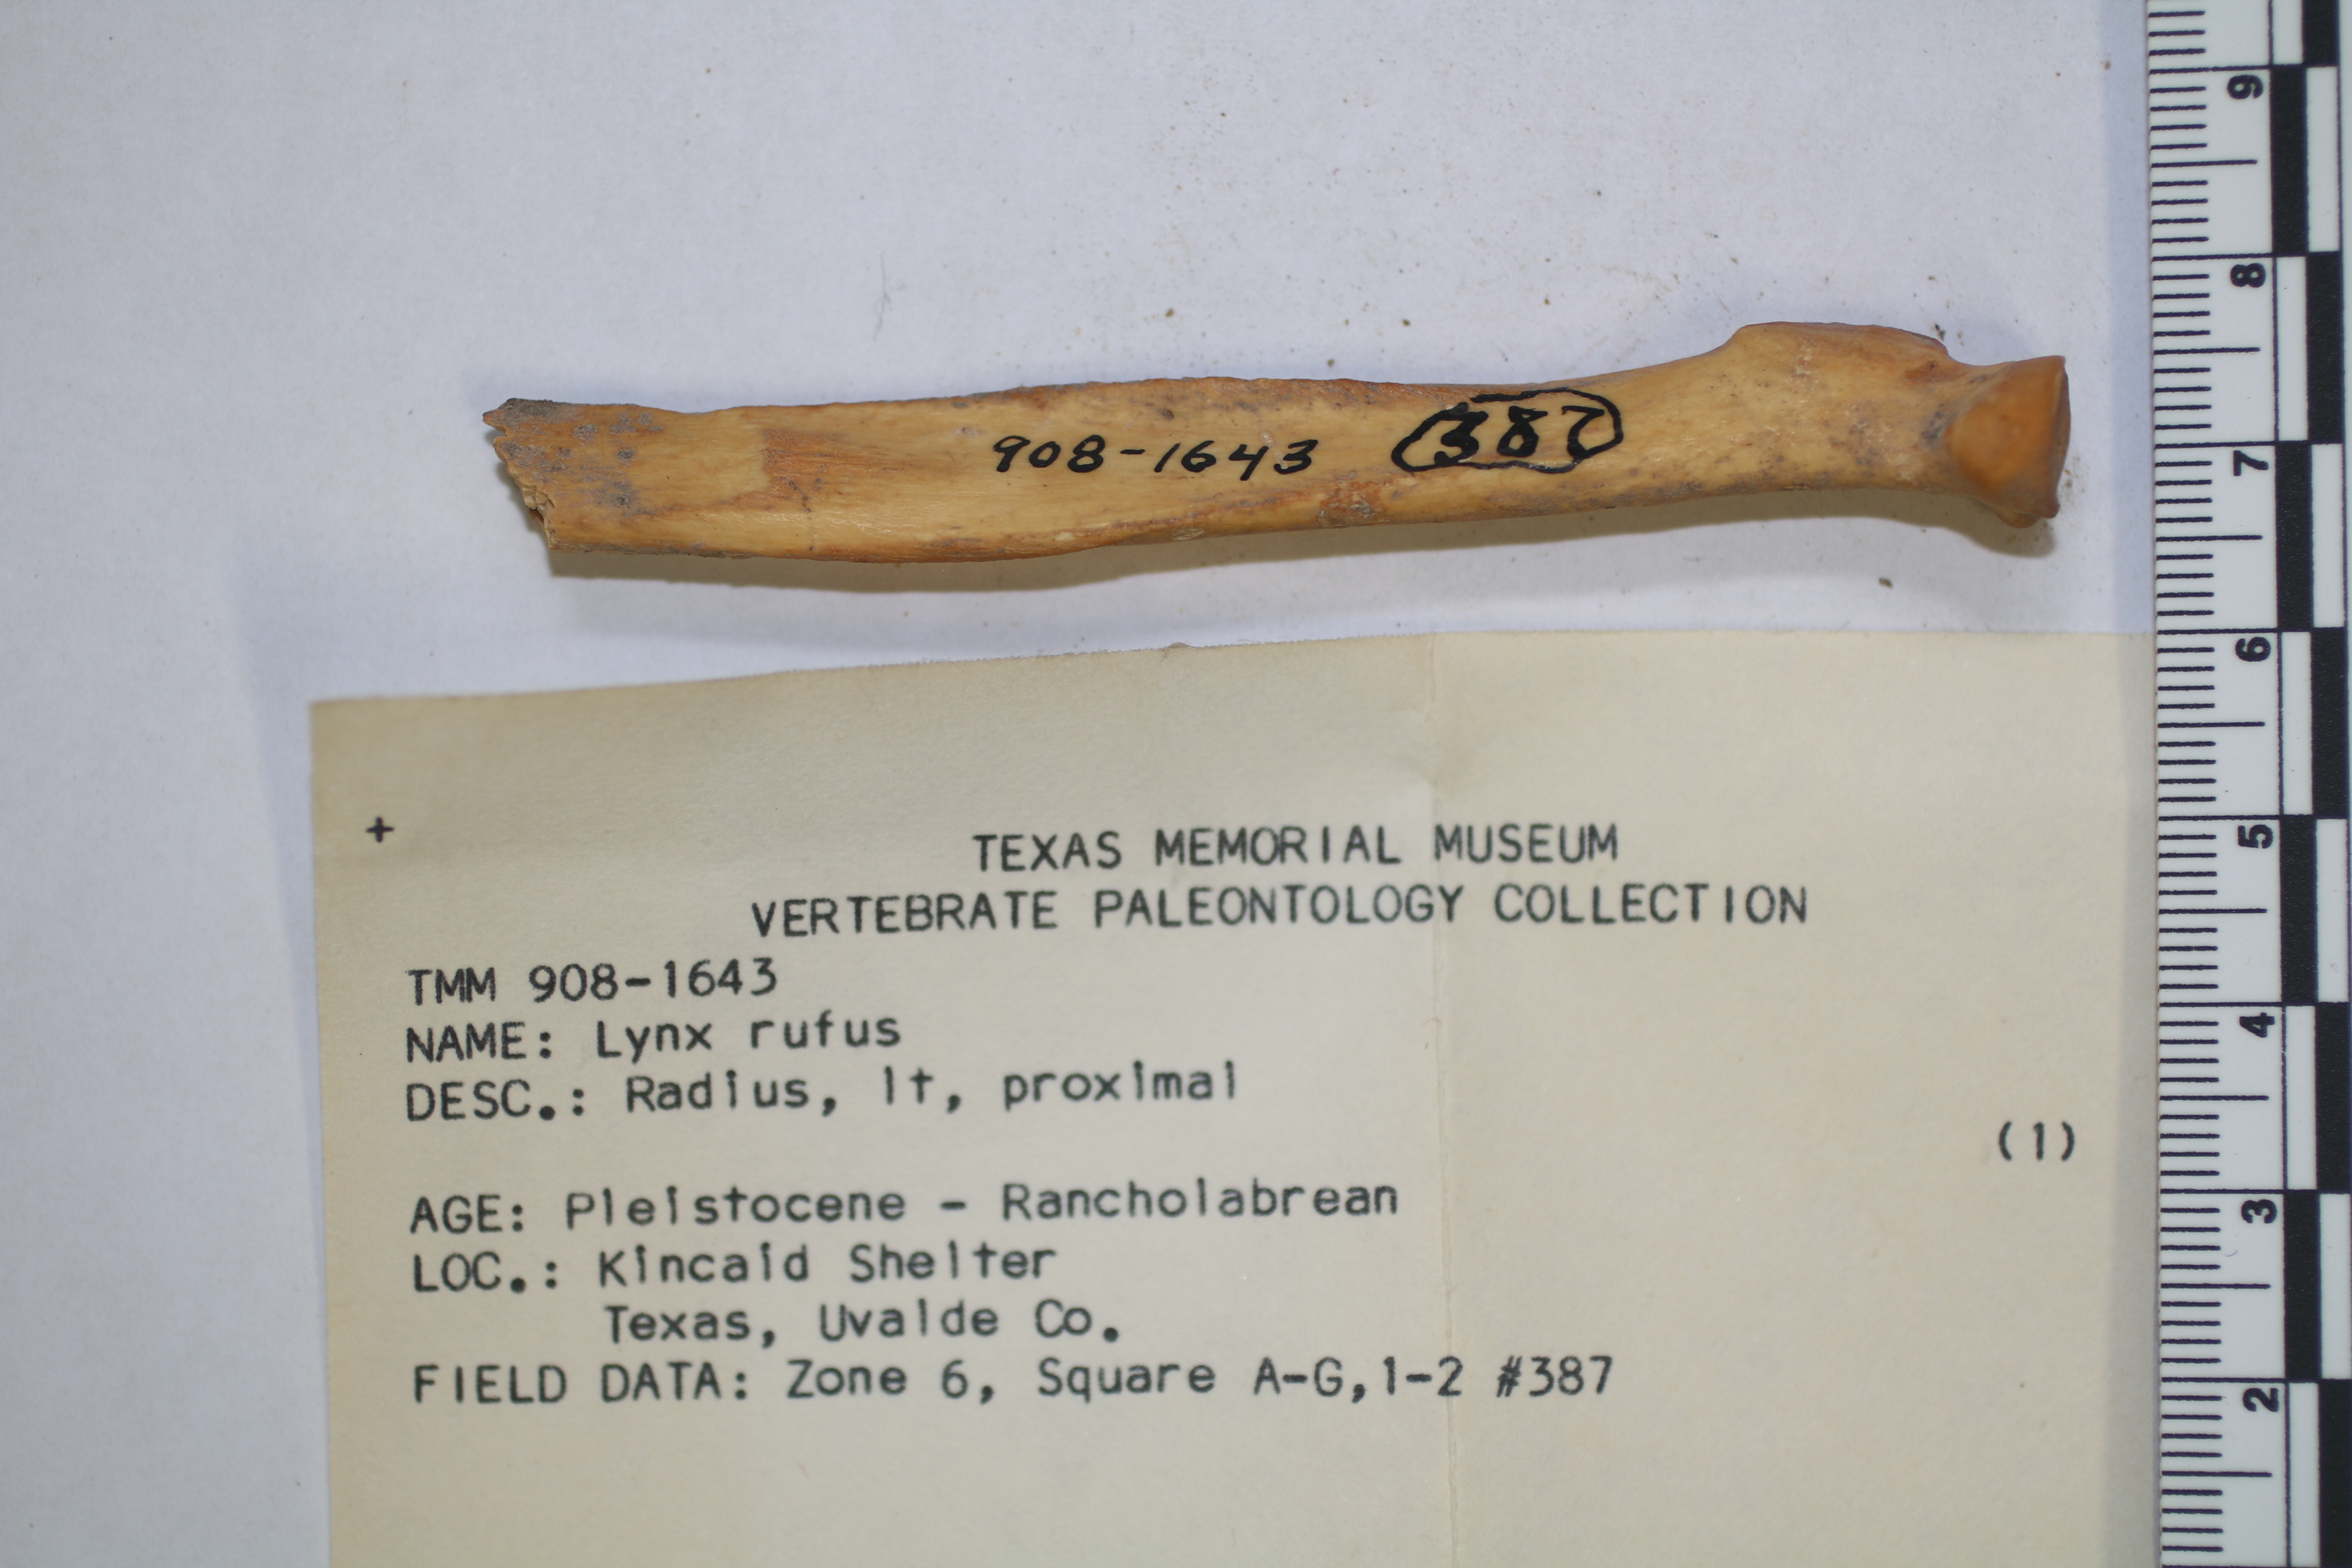 908-1643 387
TEXAS MEMORIAL MUSEUM
VERTEBRATE PALEONTOLOGY COLLECTION
TMM 908-1643
NAME: Lynx rufus
DESC.: Radius, lt, proximal
(1)
AGE: Pleistocene - Rancholabrean
LOC.: Kincaid Shelter
Texas, Uvalde Co.
FIELD DATA: Zone 6, Square A-G,1-2 #387
9
8
7
6
5
4
3
2